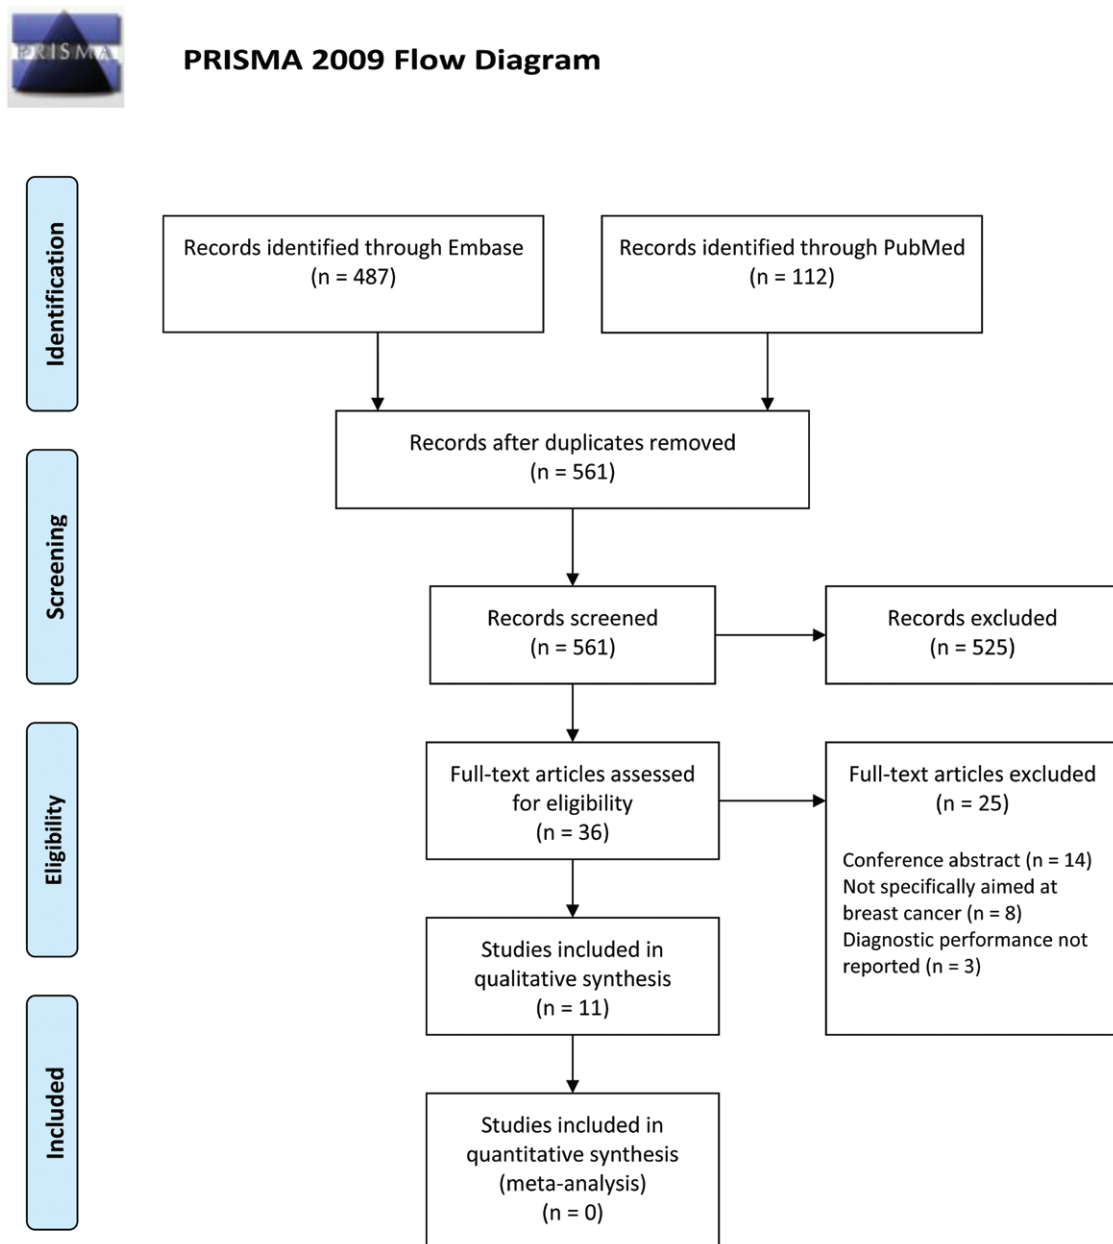 PRISMA
PRISMA 2009 Flow Diagram
Identification
Records identified through Embase
(n = 487)
Records identified through PubMed
(n = 112)
Records after duplicates removed
(n = 561)
Screening
Records screened
(n = 561)
Records excluded
(n = 525)
Eligibility
Full-text articles assessed
for eligibility
(n = 36)
Full-text articles excluded
(n = 25)
Conference abstract (n = 14)
Not specifically aimed at
breast cancer (n = 8)
Diagnostic performance not
reported (n = 3)
Studies included in
qualitative synthesis
(n = 11)
Included
Studies included in
quantitative synthesis
(meta-analysis)
(n = 0)